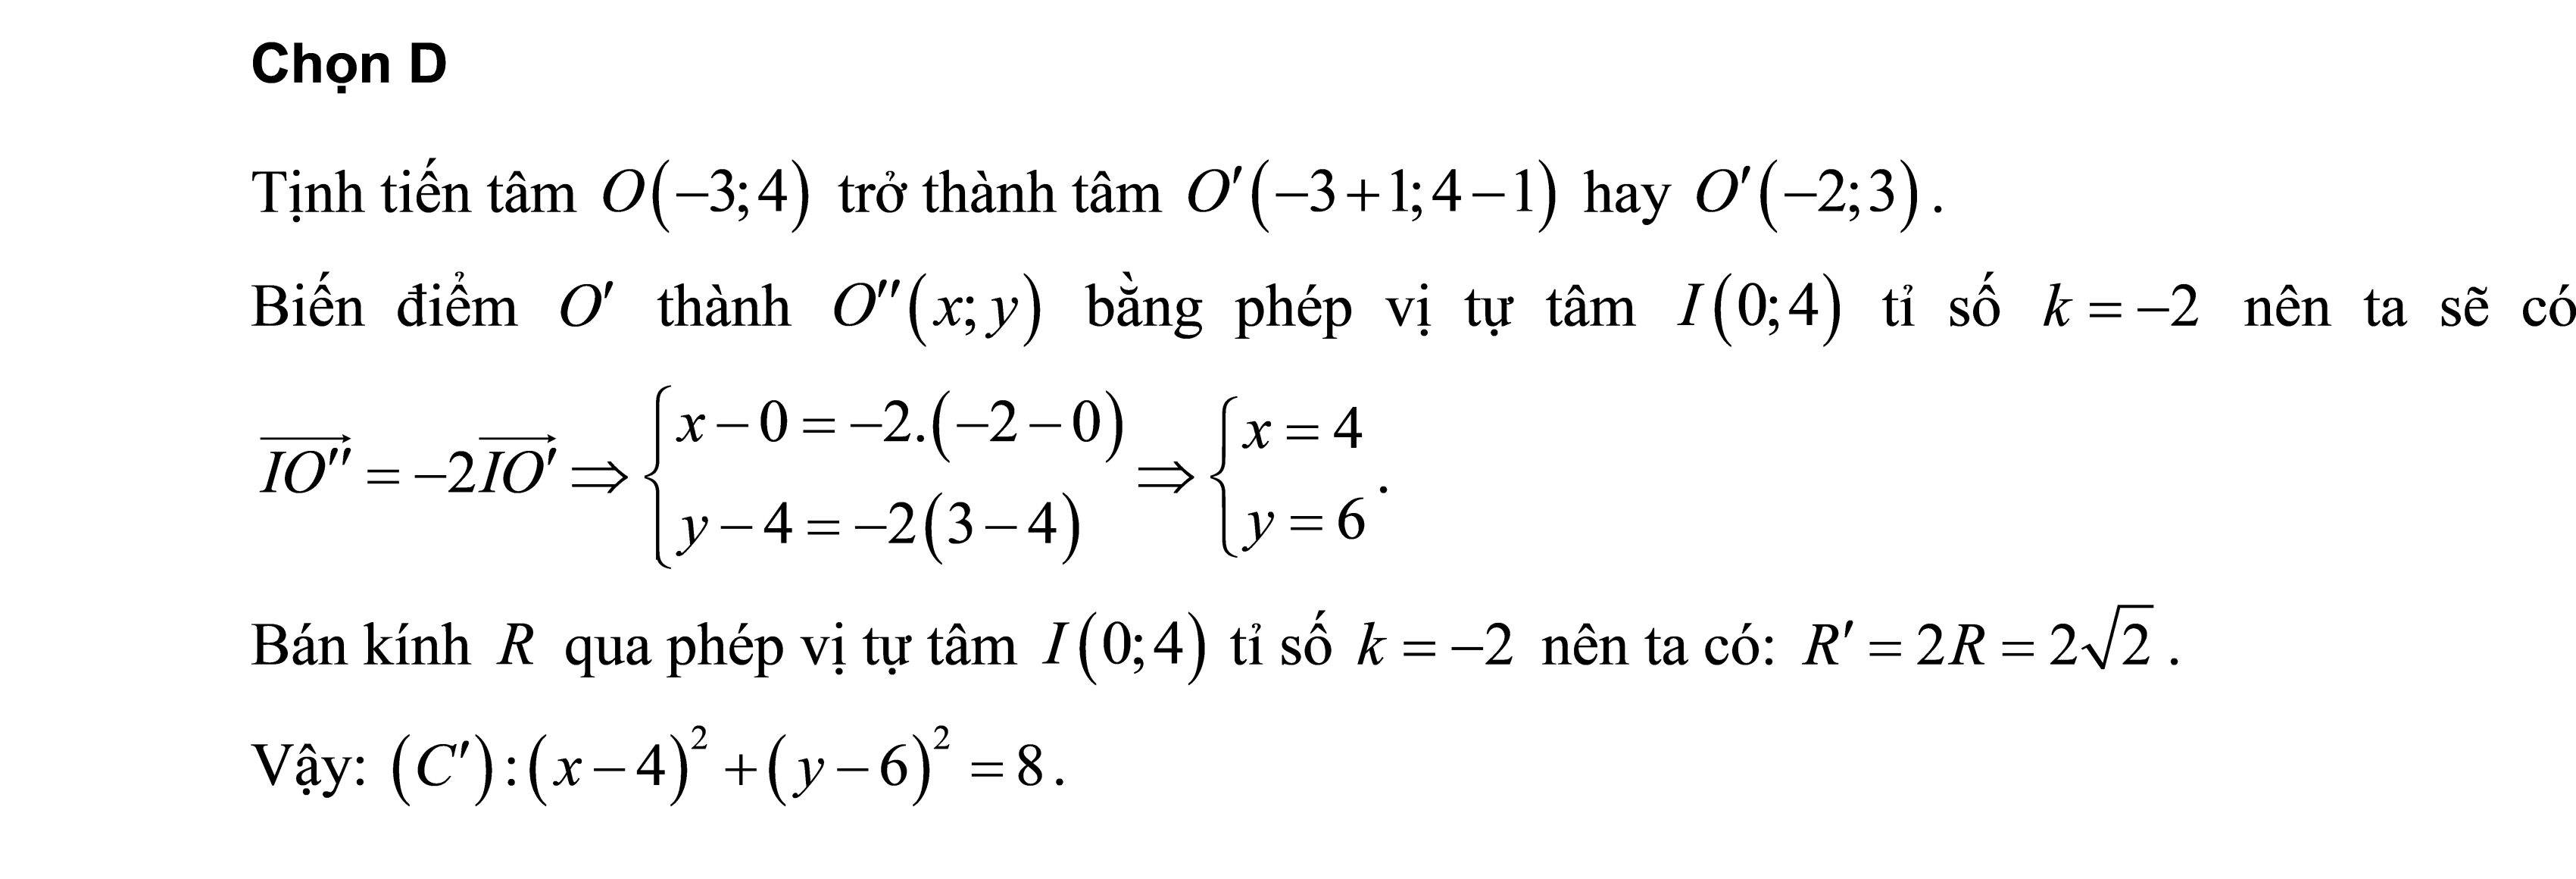 Chọn D
Tịnh tiến tâm O(−3;4) trở thành tâm O′(−3+1;4−1) hay O′(−2;3).
Biến điểm O′ thành O″(x;y) bằng phép vị tự tâm I(0;4) tỉ số k = −2 nên ta sẽ có
$\overrightarrow{IO''} = -2\overrightarrow{IO'} \Rightarrow \begin{cases} x-0=-2.(-2-0) \\ y-4=-2(3-4) \end{cases} \Rightarrow \begin{cases} x=4 \\ y=6 \end{cases}.$
Bán kính R qua phép vị tự tâm I(0;4) tỉ số k = −2 nên ta có: R′ = 2R = 2√2.
Vậy: (C′):(x−4)²+(y−6)² = 8.